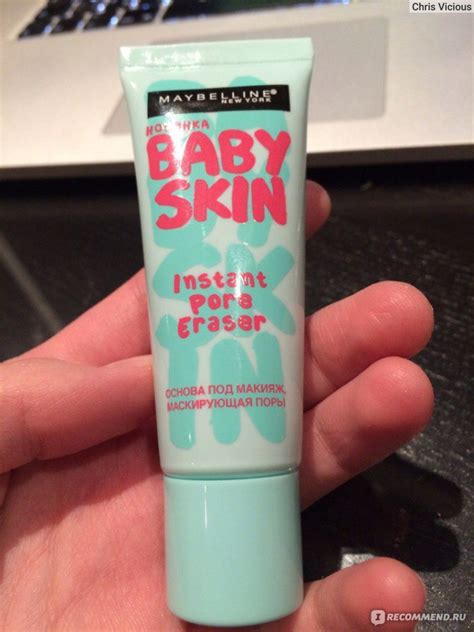 Chris Vicious
MAYBELLINE®
NEW YORK
НОВИНКА
BABY
SKIN
Instant
Pore
Eraser
ОСНОВА ПОД МАКИЯЖ,
МАСКИРУЮЩАЯ ПОРЫ
I RECOMMEND.RU